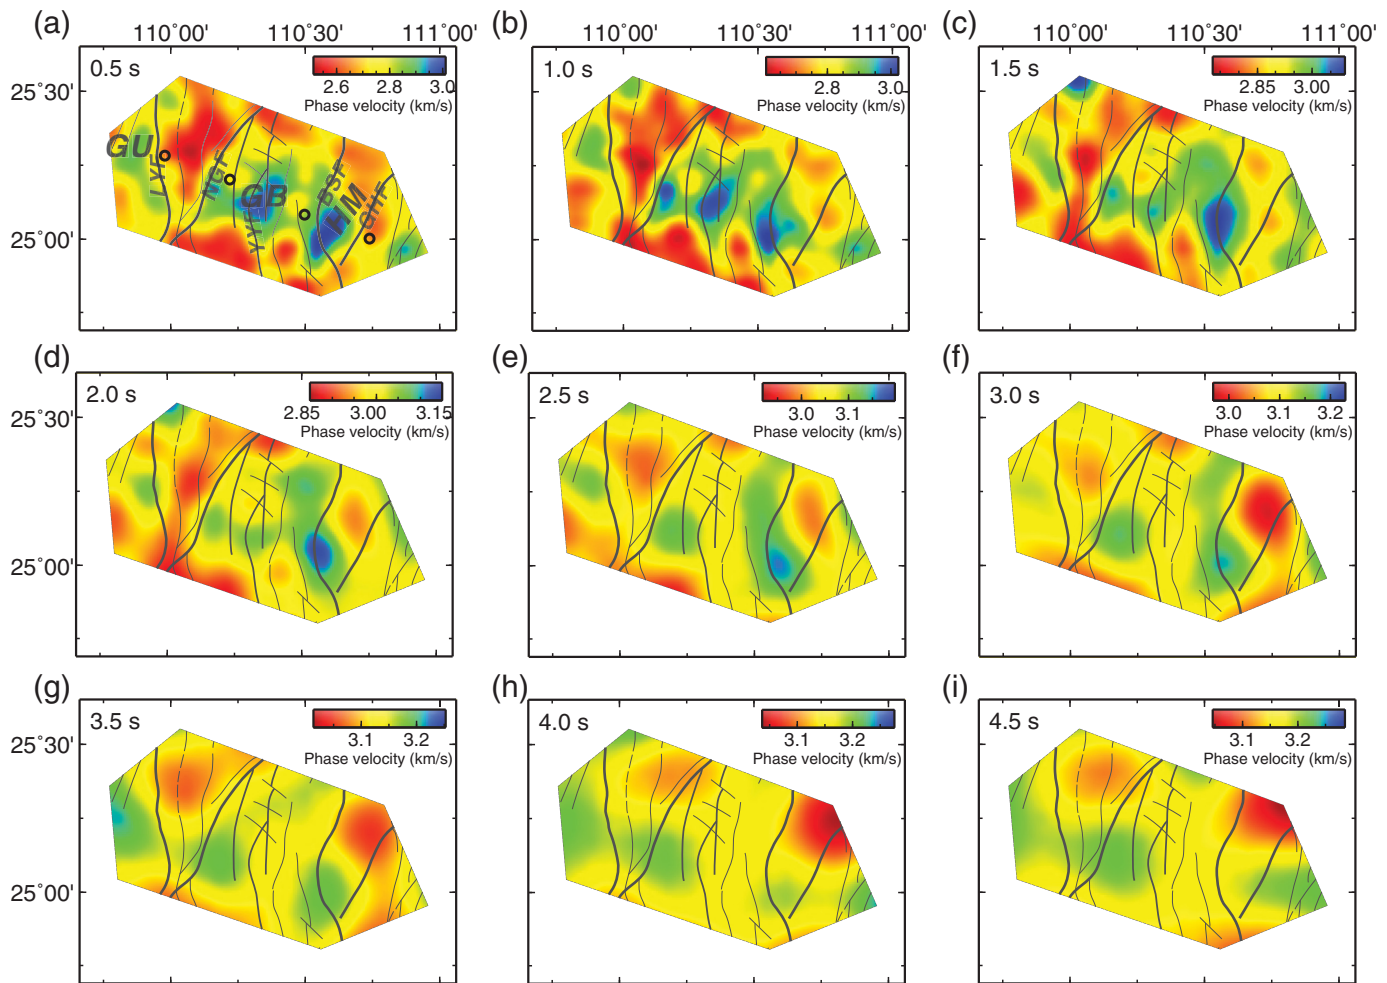 (a) 110°00' 110°30' 111°00'
(b) 110°00' 110°30' 111°00'
(c) 110°00' 110°30' 111°00'
0.5 s
2.6 2.8 3.0
Phase velocity (km/s)
1.0 s
2.8 3.0
Phase velocity (km/s)
1.5 s
2.85 3.00
Phase velocity (km/s)
25°30'
25°00'
GU
LYF
NGF
GB
YYF
BSF
HM
GHF
(d)
2.0 s
2.85 3.00 3.15
Phase velocity (km/s)
(e)
2.5 s
3.0 3.1
Phase velocity (km/s)
(f)
3.0 s
3.0 3.1 3.2
Phase velocity (km/s)
25°30'
25°00'
(g)
3.5 s
3.1 3.2
Phase velocity (km/s)
(h)
4.0 s
3.1 3.2
Phase velocity (km/s)
(i)
4.5 s
3.1 3.2
Phase velocity (km/s)
25°30'
25°00'